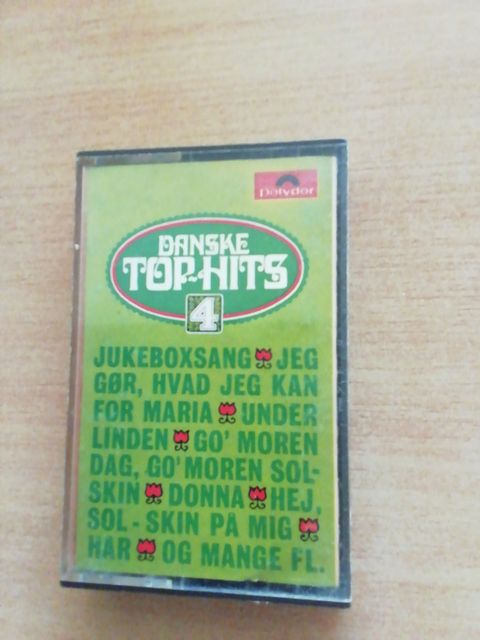 Polydor
DANSKE
TOP-HITS
4
JUKEBOXSANG JEG
GØR, HVAD JEG KAN
FOR MARIA UNDER
LINDEN GO' MOREN
DAG, GO' MOREN SOL-
SKIN DONNA HEJ,
SOL - SKIN PÅ MIG
HAR OG MANGE FL.